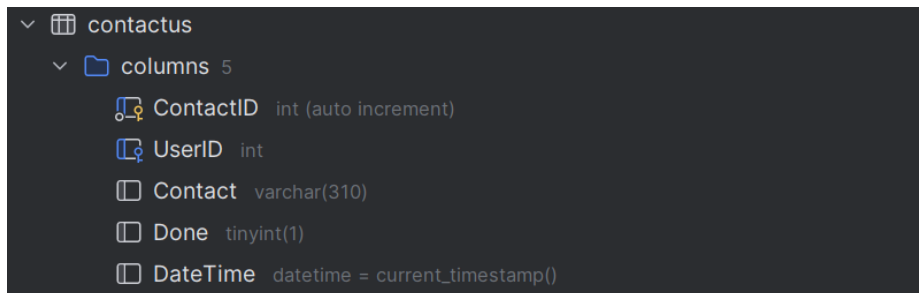 contactus
columns 5
ContactID int (auto increment)
UserID int
Contact varchar(310)
Done tinyint(1)
DateTime datetime = current_timestamp()